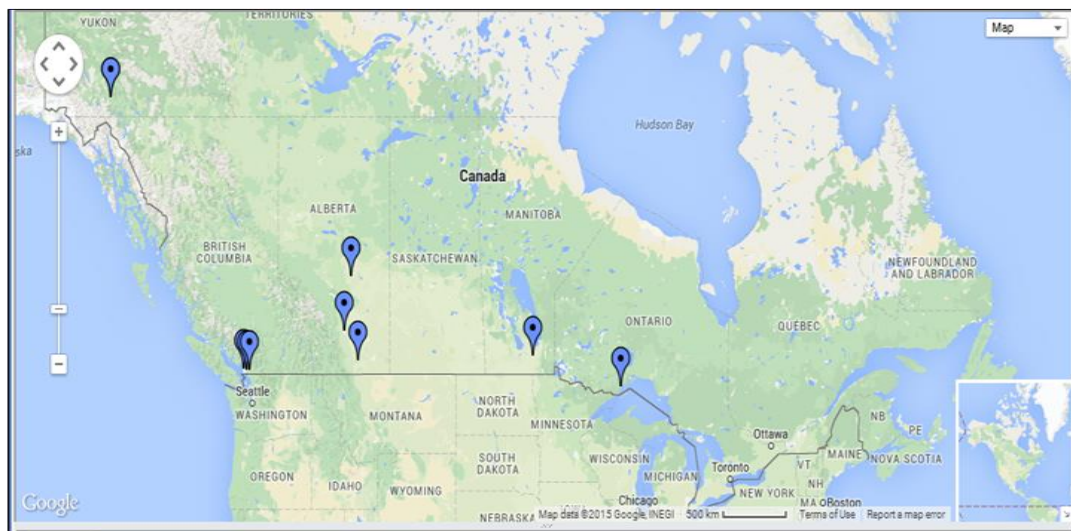 YUKON
TERRITORIES
Map
ska
Hudson Bay
Canada
ALBERTA
MANITOBA
BRITISH
COLUMBIA
SASKATCHEWAN
NEWFOUNDLAND
AND LABRADOR
ONTARIO
QUEBEC
Seattle
WASHINGTON
MONTANA
NORTH
DAKOTA
MINNESOTA
Ottawa
NB
PE
MAINE
NOVA SCOTIA
SOUTH
DAKOTA
WISCONSIN
MICHIGAN
Toronto
VT
NH
OREGON
IDAHO
WYOMING
NEW YORK
MA
Boston
Chicago
NEBRASKA
Google
Map data ©2015 Google, INEGI
500 km
Terms of Use
Report a map error